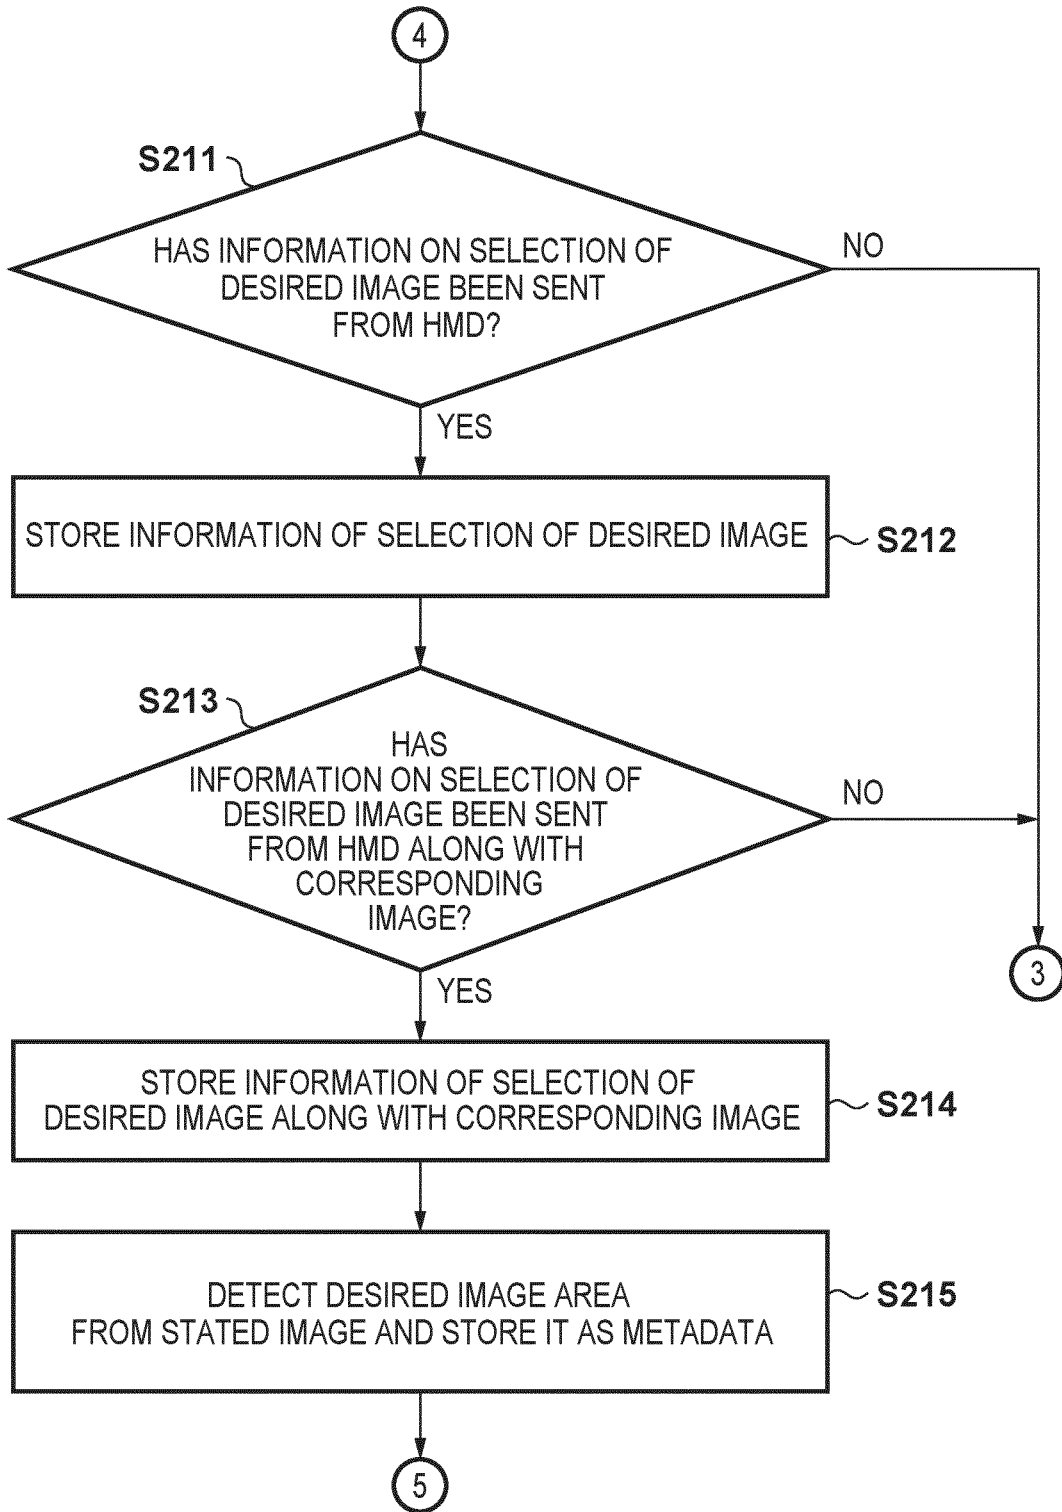 4
S211
HAS INFORMATION ON SELECTION OF
DESIRED IMAGE BEEN SENT
FROM HMD?
NO
YES
STORE INFORMATION OF SELECTION OF DESIRED IMAGE
S212
S213
HAS
INFORMATION ON SELECTION OF
DESIRED IMAGE BEEN SENT
FROM HMD ALONG WITH
CORRESPONDING
IMAGE?
NO
3
YES
STORE INFORMATION OF SELECTION OF
DESIRED IMAGE ALONG WITH CORRESPONDING IMAGE
S214
DETECT DESIRED IMAGE AREA
FROM STATED IMAGE AND STORE IT AS METADATA
S215
5